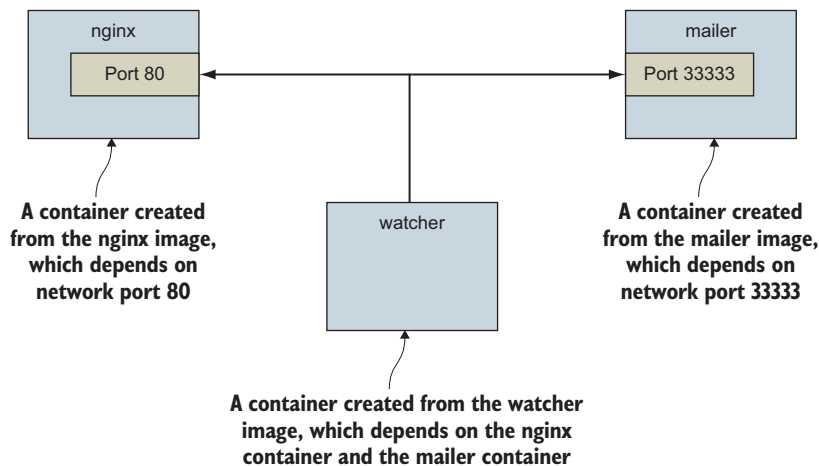 nginx
Port 80
mailer
Port 33333
A container created
from the nginx image,
which depends on
network port 80
watcher
A container created
from the mailer image,
which depends on
network port 33333
A container created from the watcher
image, which depends on the nginx
container and the mailer container